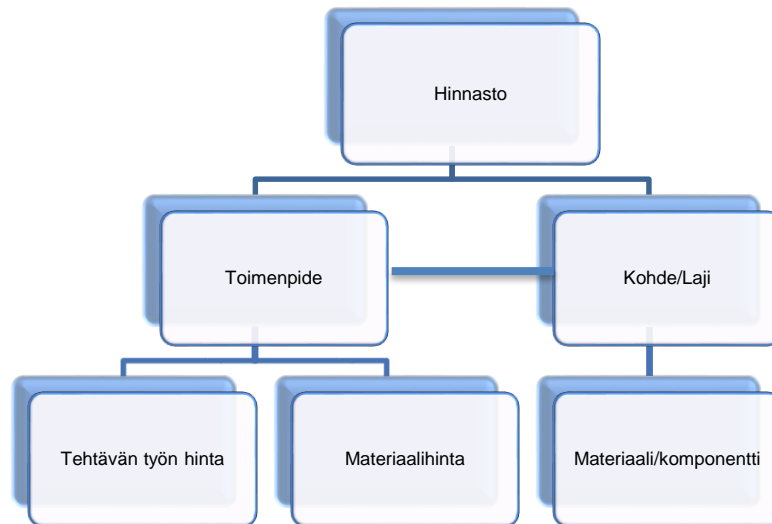 Hinnasto
Toimenpide
Kohde/Laji
Tehtävän työn hinta
Materiaalihinta
Materiaali/komponentti